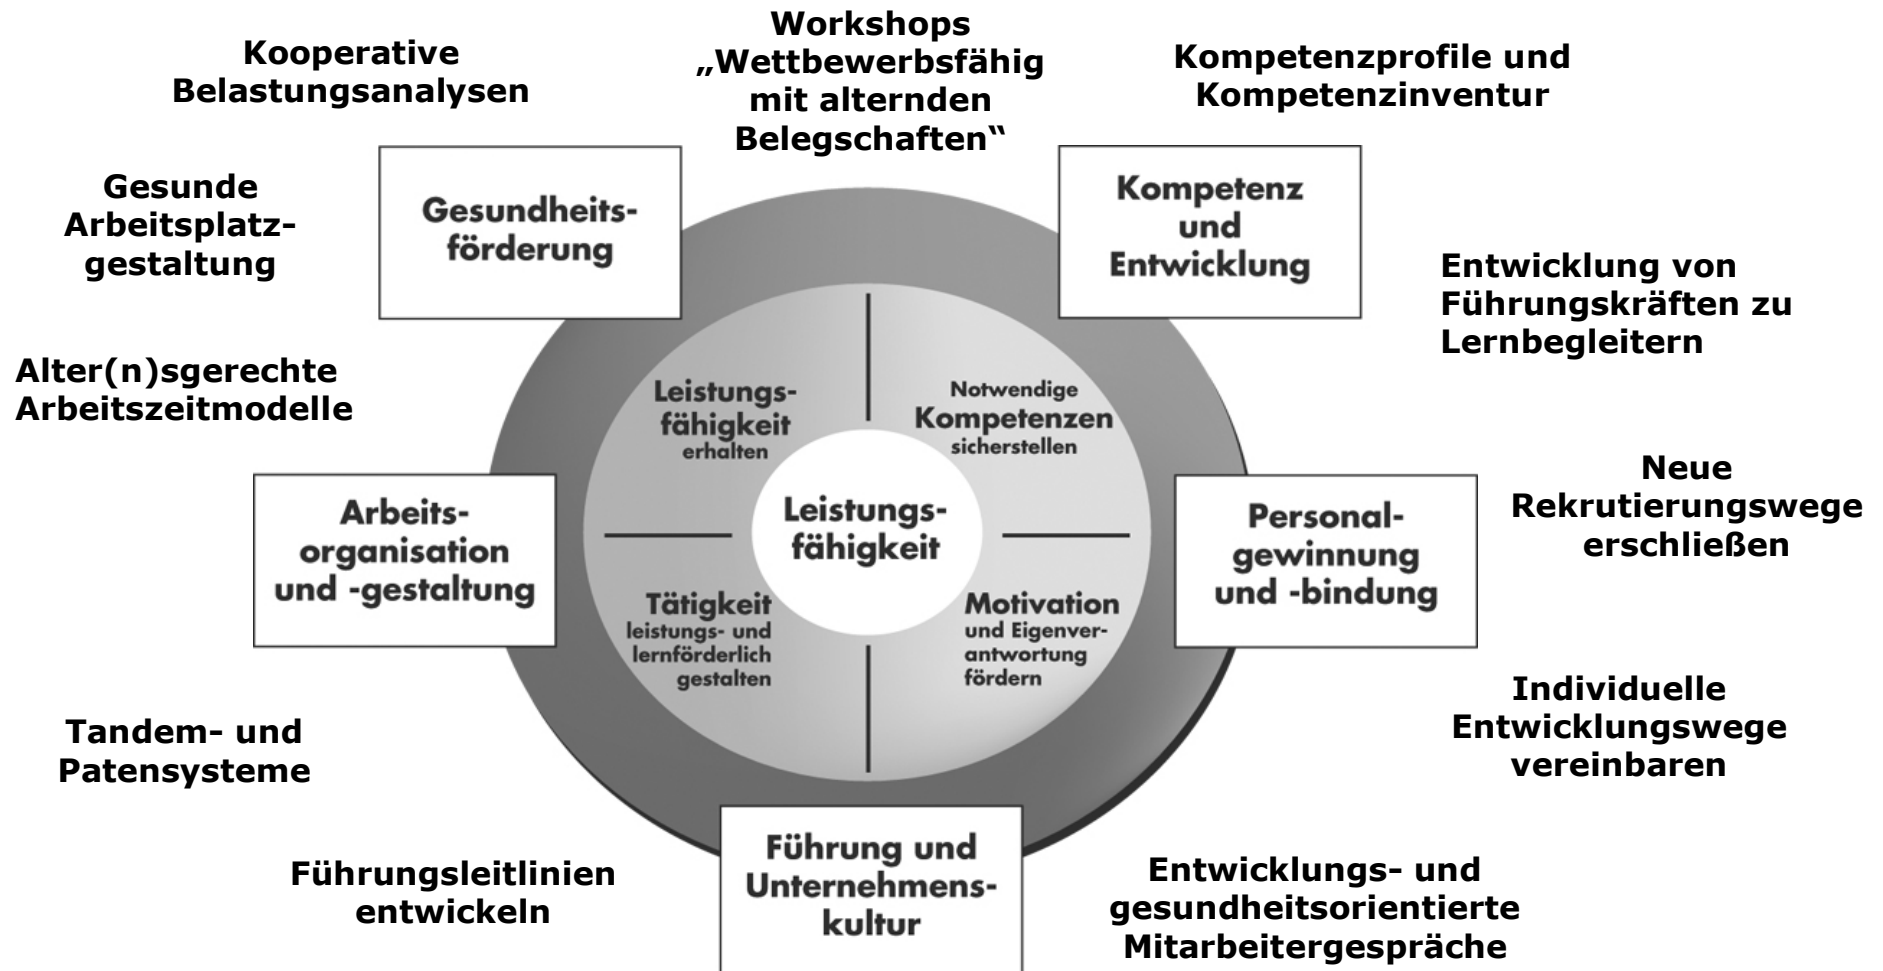 Workshops
„Wettbewerbsfähig
mit alternden
Belegschaften“
Kooperative
Belastungsanalysen
Kompetenzprofile und
Kompetenzinventur
Gesunde
Arbeitsplatz-
gestaltung
Gesundheits-
förderung
Kompetenz
und
Entwicklung
Entwicklung von
Führungskräften zu
Lernbegleitern
Alter(n)sgerechte
Arbeitszeitmodelle
Leistungs-
fähigkeit
erhalten
Notwendige
Kompetenzen
sicherstellen
Neue
Rekrutierungswege
erschließen
Arbeits-
organisation
und -gestaltung
Leistungs-
fähigkeit
Personal-
gewinnung
und -bindung
Tätigkeit
leistungs- und
lernförderlich
gestalten
Motivation
und Eigenver-
antwortung
fördern
Individuelle
Entwicklungswege
vereinbaren
Tandem- und
Patensysteme
Führungsleitlinien
entwickeln
Führung und
Unternehmens-
kultur
Entwicklungs- und
gesundheitsorientierte
Mitarbeitergespräche